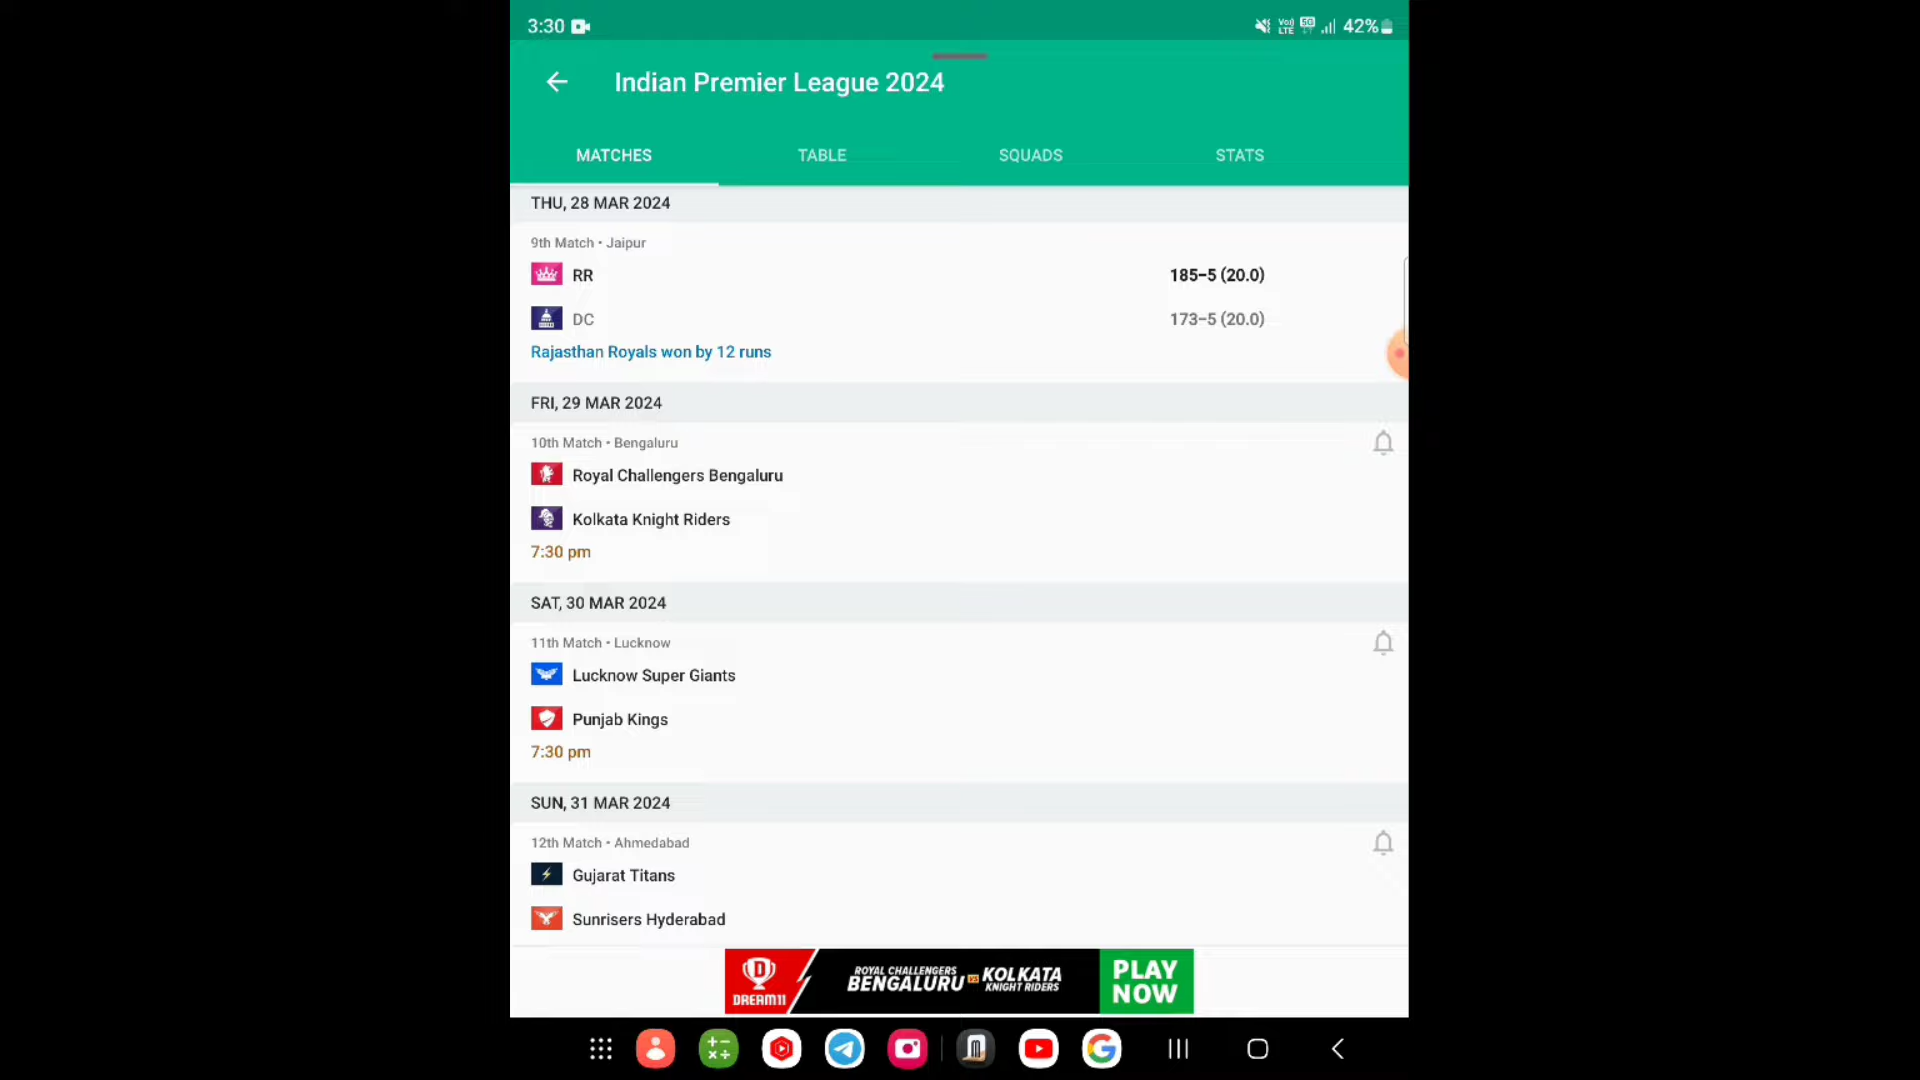 3:30
Vo) LTE 5G 42%
Indian Premier League 2024
MATCHES TABLE SQUADS STATS
THU, 28 MAR 2024
9th Match • Jaipur
RR 185-5 (20.0)
DC 173-5 (20.0)
Rajasthan Royals won by 12 runs
FRI, 29 MAR 2024
10th Match • Bengaluru
Royal Challengers Bengaluru
Kolkata Knight Riders
7:30 pm
SAT, 30 MAR 2024
11th Match • Lucknow
Lucknow Super Giants
Punjab Kings
7:30 pm
SUN, 31 MAR 2024
12th Match • Ahmedabad
Gujarat Titans
Sunrisers Hyderabad
D
DREAM11
ROYAL CHALLENGERS
BENGALURU VS KOLKATA
KNIGHT RIDERS
PLAY
NOW